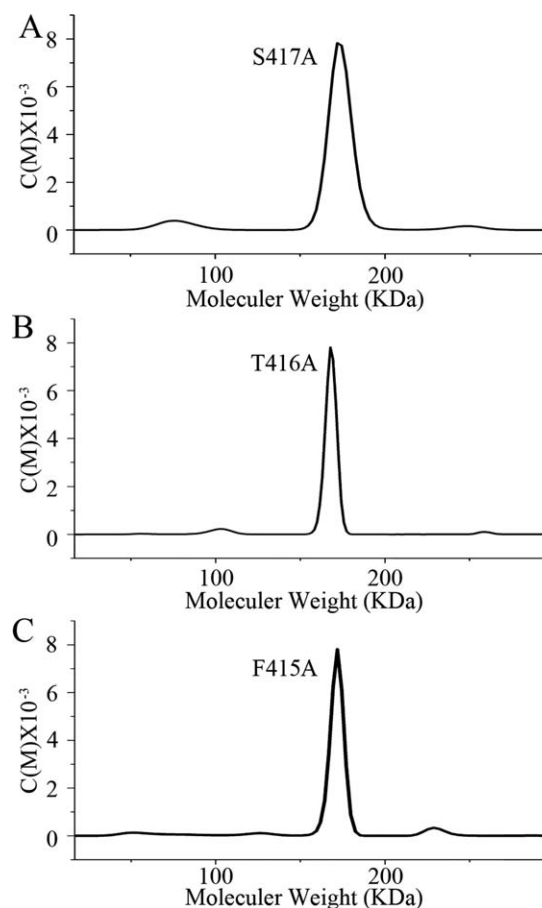 A
8
6
4
2
0
C(M)X10-3
S417A
100 200
Moleculer Weight (KDa)
B
8
6
4
2
0
C(M)X10-3
T416A
100 200
Moleculer Weight (KDa)
C
8
6
4
2
0
C(M)X10-3
F415A
100 200
Moleculer Weight (KDa)